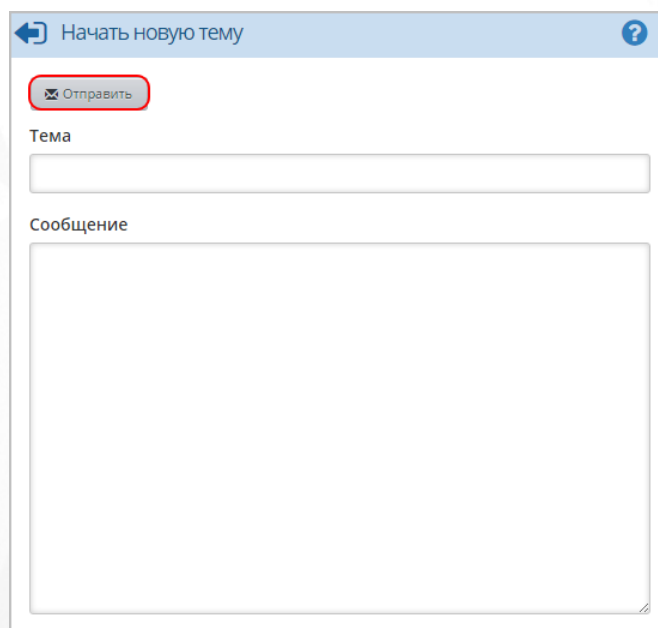 Начать новую тему
?
Отправить
Тема
Сообщение